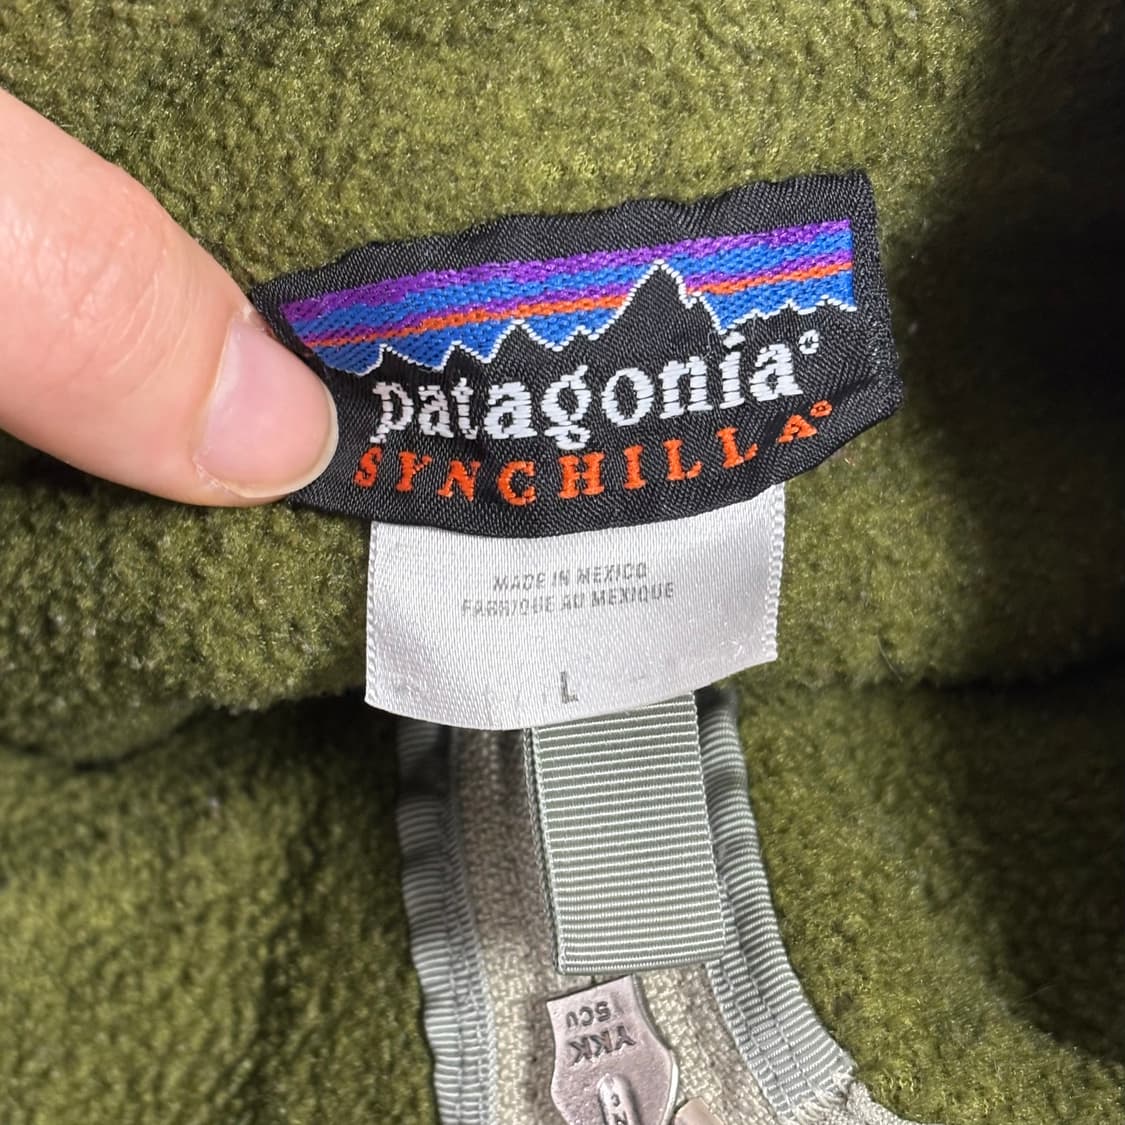 patagonia®
SYNCHILLA®
MADE IN MEXICO
FABRIQUE AU MEXIQUE
L
YKK